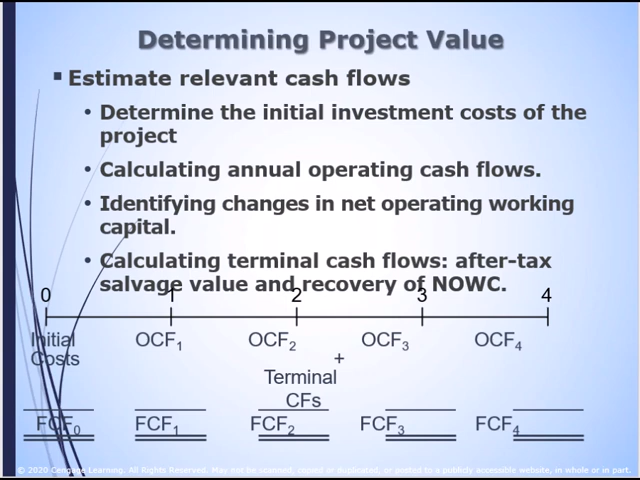 Determining Project Value
▪ Estimate relevant cash flows
• Determine the initial investment costs of the
project
• Calculating annual operating cash flows.
• Identifying changes in net operating working
capital.
• Calculating terminal cash flows: after-tax
salvage value and recovery of NOWC.
0 1 2 3 4
Initial Costs OCF1 OCF2 OCF3 OCF4
+
Terminal
CFs
FCF0 FCF1 FCF2 FCF3 FCF4
© 2020 Cengage Learning. All Rights Reserved. May not be scanned, copied or duplicated, or posted to a publicly accessible website, in whole or in part.